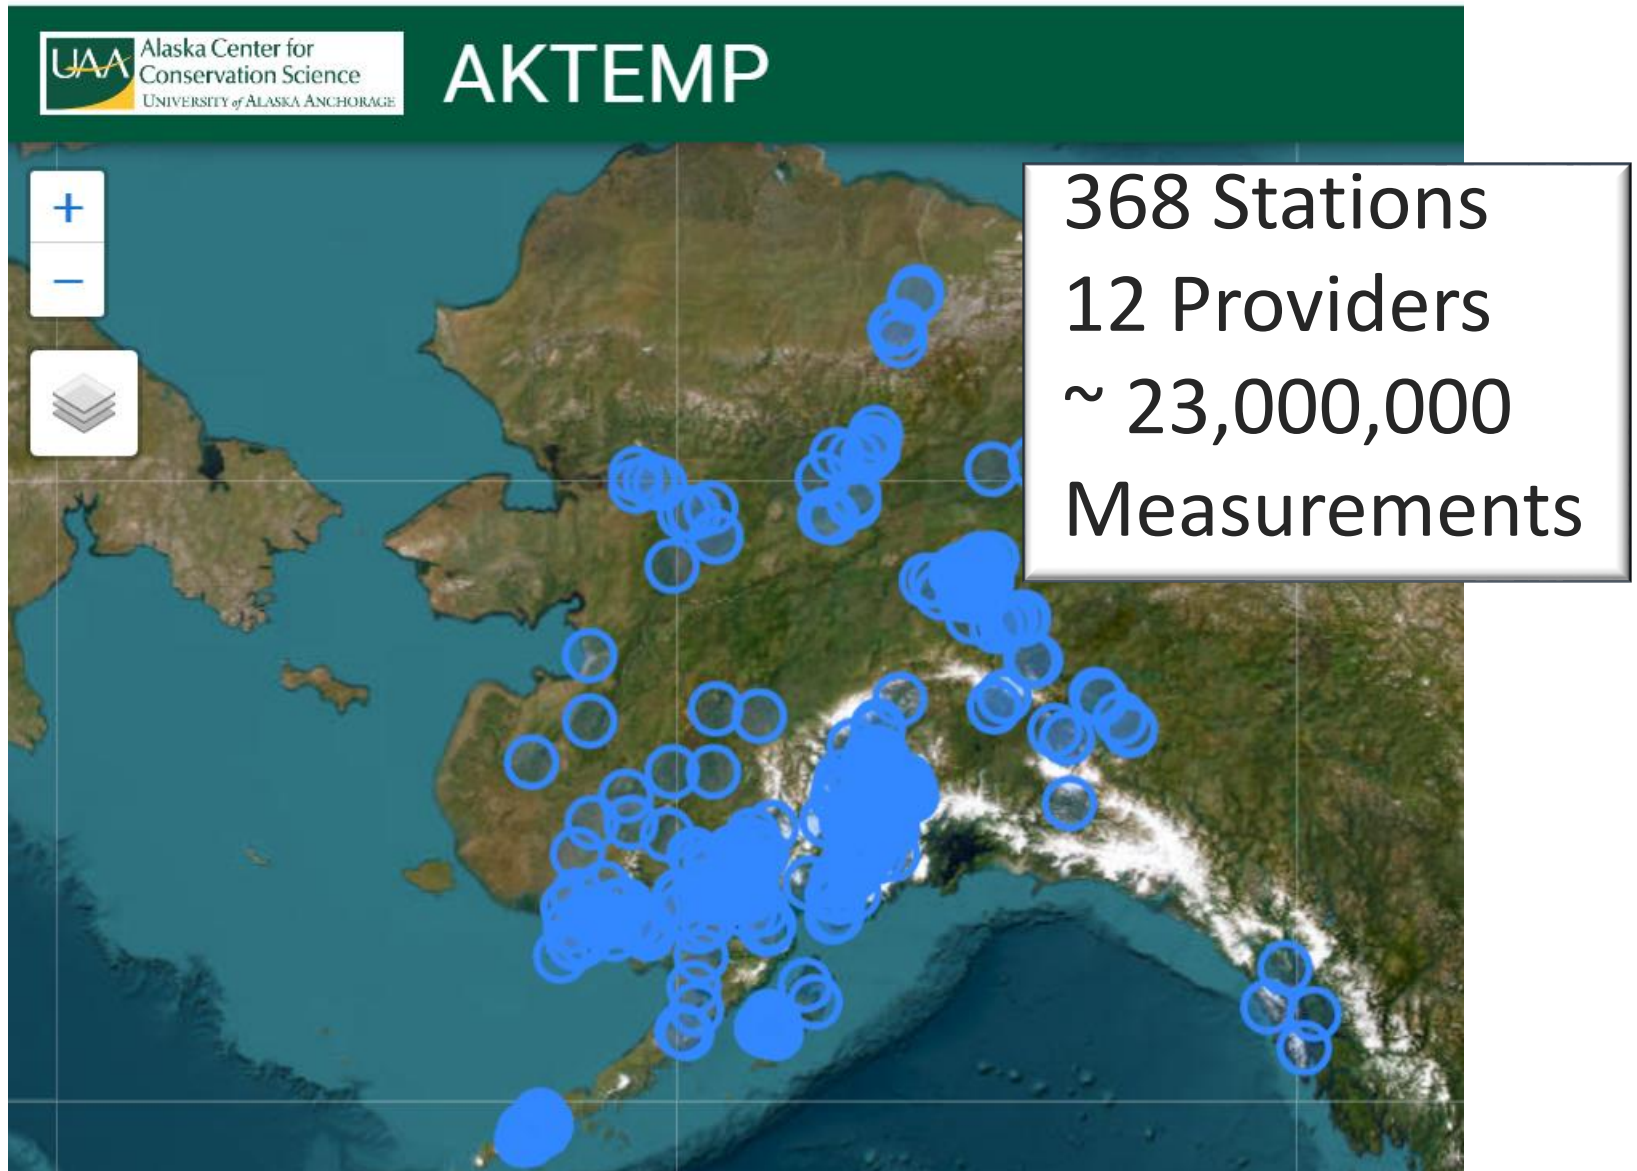 UAA
Alaska Center for
Conservation Science
UNIVERSITY of ALASKA ANCHORAGE
AKTEMP
+
−
368 Stations
12 Providers
~ 23,000,000
Measurements